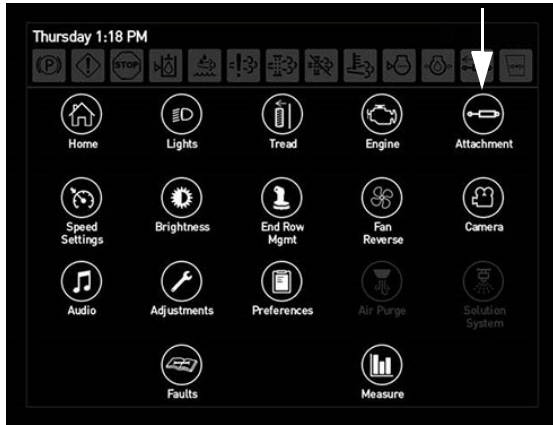 Thursday 1:18 PM
(P)
STOP
Home
Lights
Tread
Engine
Attachment
Speed
Settings
Brightness
End Row
Mgmt
Fan
Reverse
Camera
Audio
Adjustments
Preferences
Air Purge
Solution
System
Faults
Measure